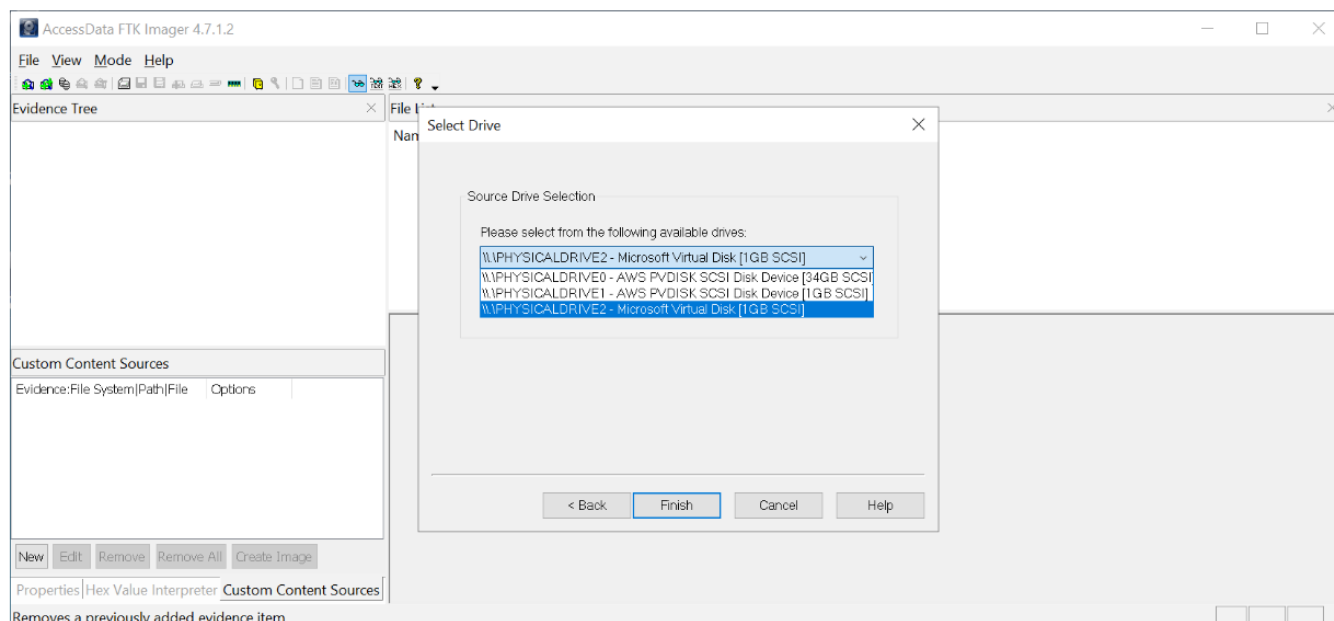 AccessData FTK Imager 4.7.1.2
File View Mode Help
Evidence Tree
File
Select Drive
Source Drive Selection
Please select from the following available drives:
\\.\PHYSICALDRIVE2 - Microsoft Virtual Disk [1GB SCSI]
\\.\PHYSICALDRIVE0 - AWS PVDISK SCSI Disk Device [34GB SCSI]
\\.\PHYSICALDRIVE1 - AWS PVDISK SCSI Disk Device [1GB SCSI]
\\.\PHYSICALDRIVE2 - Microsoft Virtual Disk [1GB SCSI]
< Back Finish Cancel Help
Custom Content Sources
Evidence:File System|Path|File Options
New Edit Remove Remove All Create Image
Properties Hex Value Interpreter Custom Content Sources
Removes a previously added evidence item